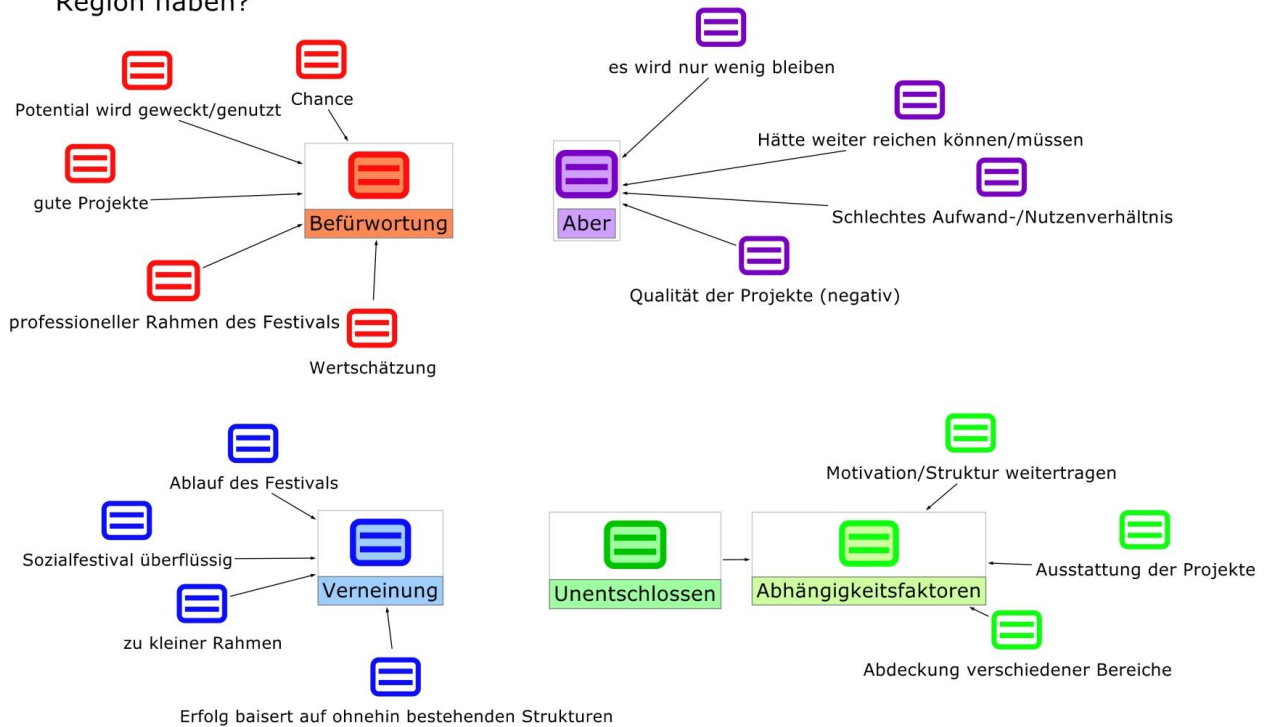 Region haben?
Chance
Potential wird geweckt/genutzt
gute Projekte
Befürwortung
professioneller Rahmen des Festivals
Wertschätzung
es wird nur wenig bleiben
Hätte weiter reichen können/müssen
Schlechtes Aufwand-/Nutzenverhältnis
Aber
Qualität der Projekte (negativ)
Ablauf des Festivals
Sozialfestival überflüssig
Verneinung
zu kleiner Rahmen
Erfolg baisert auf ohnehin bestehenden Strukturen
Motivation/Struktur weitertragen
Ausstattung der Projekte
Unentschlossen
Abhängigkeitsfaktoren
Abdeckung verschiedener Bereiche